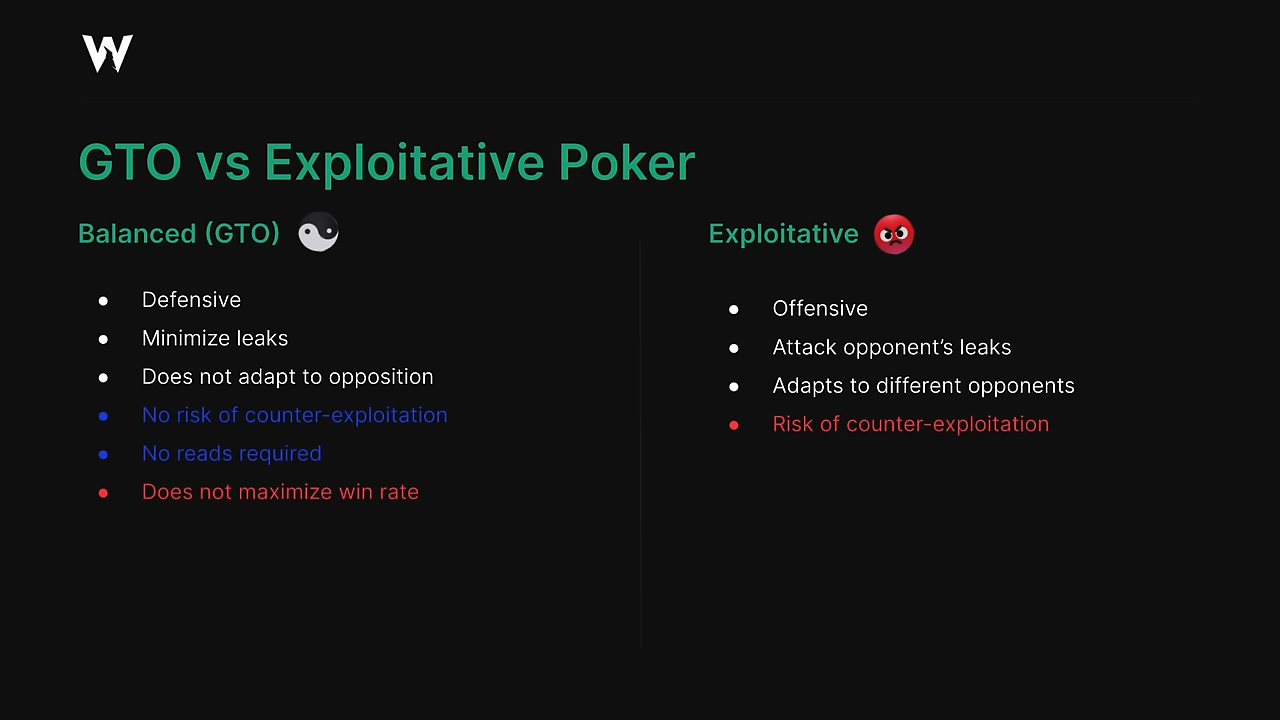 W
GTO vs Exploitative Poker
Balanced (GTO)
Defensive
Minimize leaks
Does not adapt to opposition
No risk of counter-exploitation
No reads required
Does not maximize win rate
Exploitative
Offensive
Attack opponent’s leaks
Adapts to different opponents
Risk of counter-exploitation